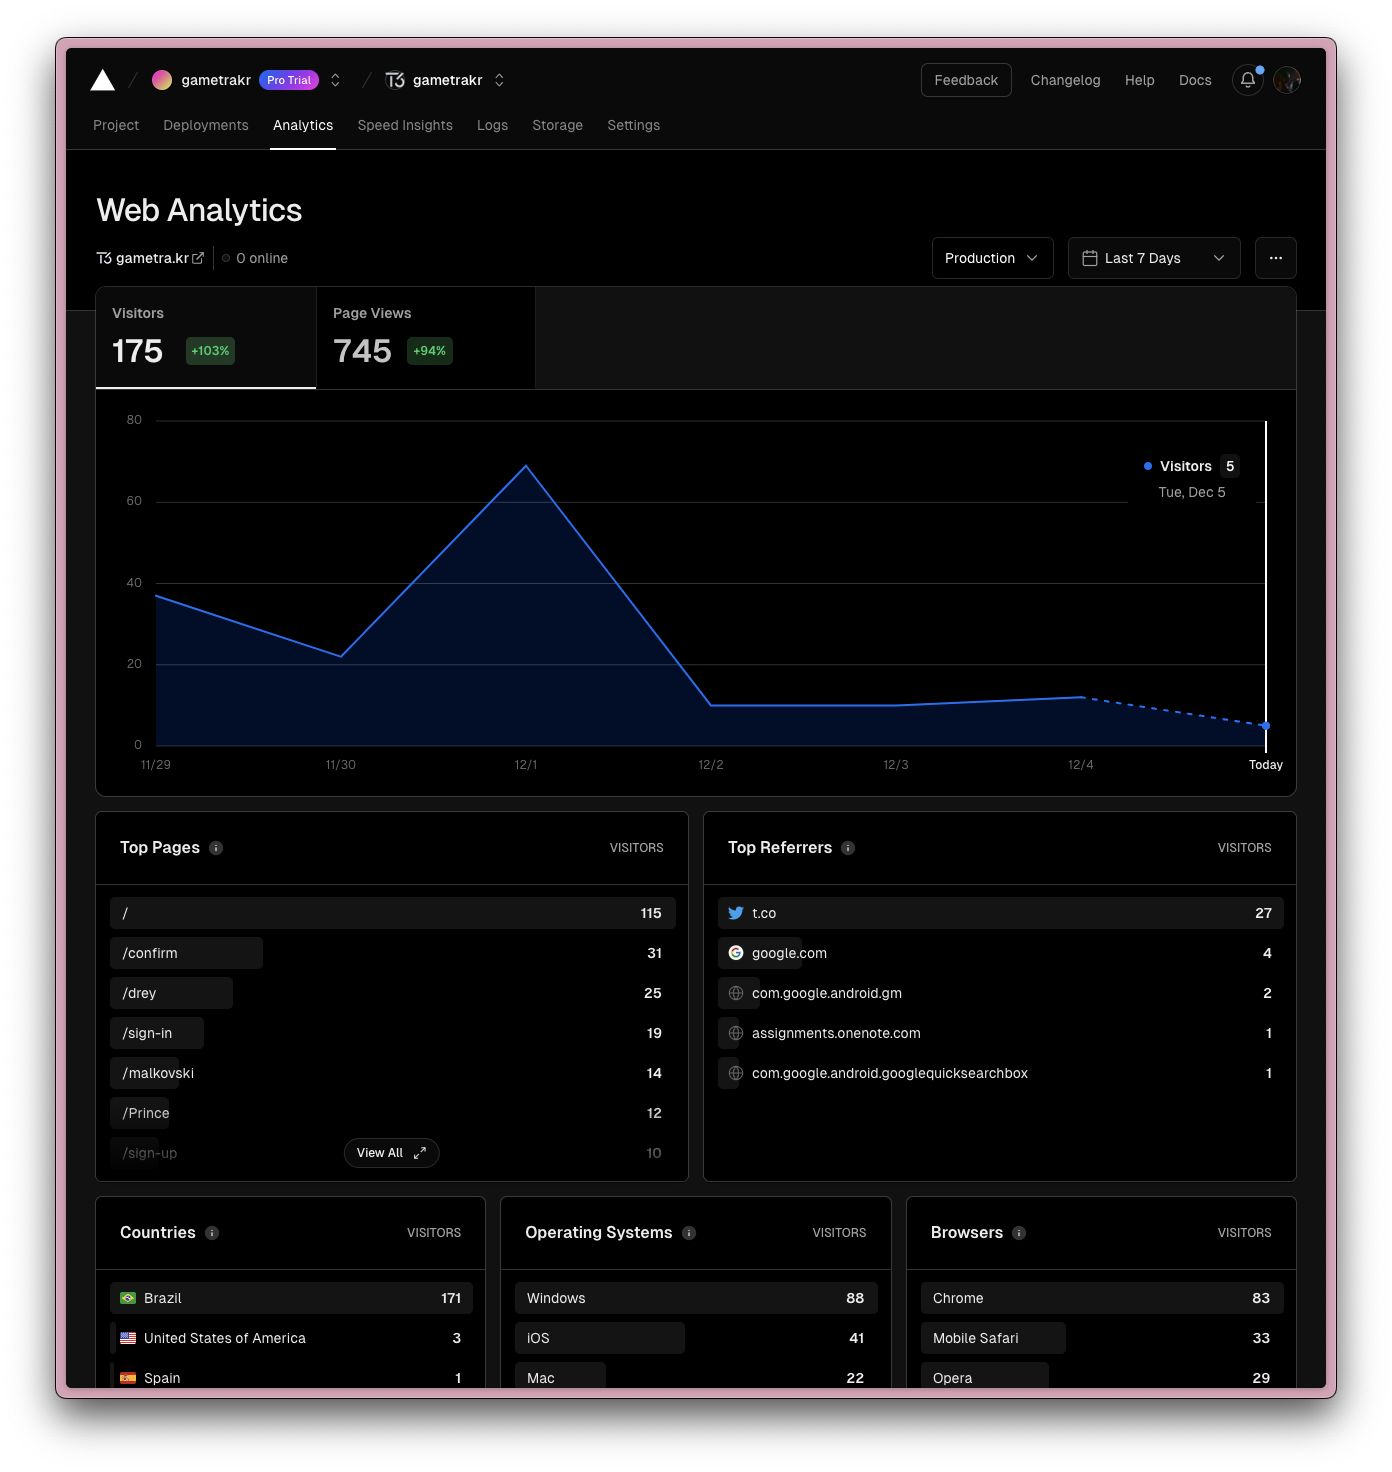 gametrakr Pro Trial gametrakr Feedback Changelog Help Docs
Project Deployments Analytics Speed Insights Logs Storage Settings
Web Analytics
gametra.kr 0 online Production Last 7 Days
Visitors Page Views
175 +103% 745 +94%
80
Visitors 5
Tue, Dec 5
60
40
20
0
11/29 11/30 12/1 12/2 12/3 12/4 Today
Top Pages VISITORS
/ 115
/confirm 31
/drey 25
/sign-in 19
/malkovski 14
/Prince 12
/sign-up 10
View All
Top Referrers VISITORS
t.co 27
google.com 4
com.google.android.gm 2
assignments.onenote.com 1
com.google.android.googlequicksearchbox 1
Countries VISITORS
Brazil 171
United States of America 3
Spain 1
Operating Systems VISITORS
Windows 88
iOS 41
Mac 22
Browsers VISITORS
Chrome 83
Mobile Safari 33
Opera 29